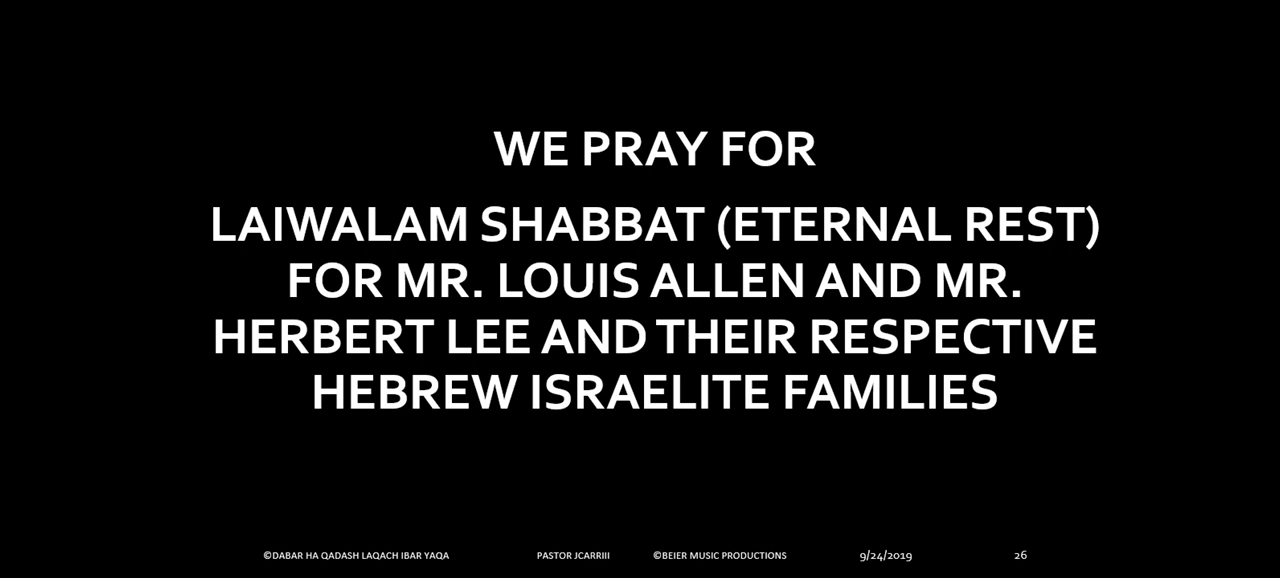 WE PRAY FOR
LAIWALAM SHABBAT (ETERNAL REST)
FOR MR. LOUIS ALLEN AND MR.
HERBERT LEE AND THEIR RESPECTIVE
HEBREW ISRAELITE FAMILIES
©DABAR HA QADASH LAQACH IBAR YAQA PASTOR JCARRIII ©BEIER MUSIC PRODUCTIONS 9/24/2019 26